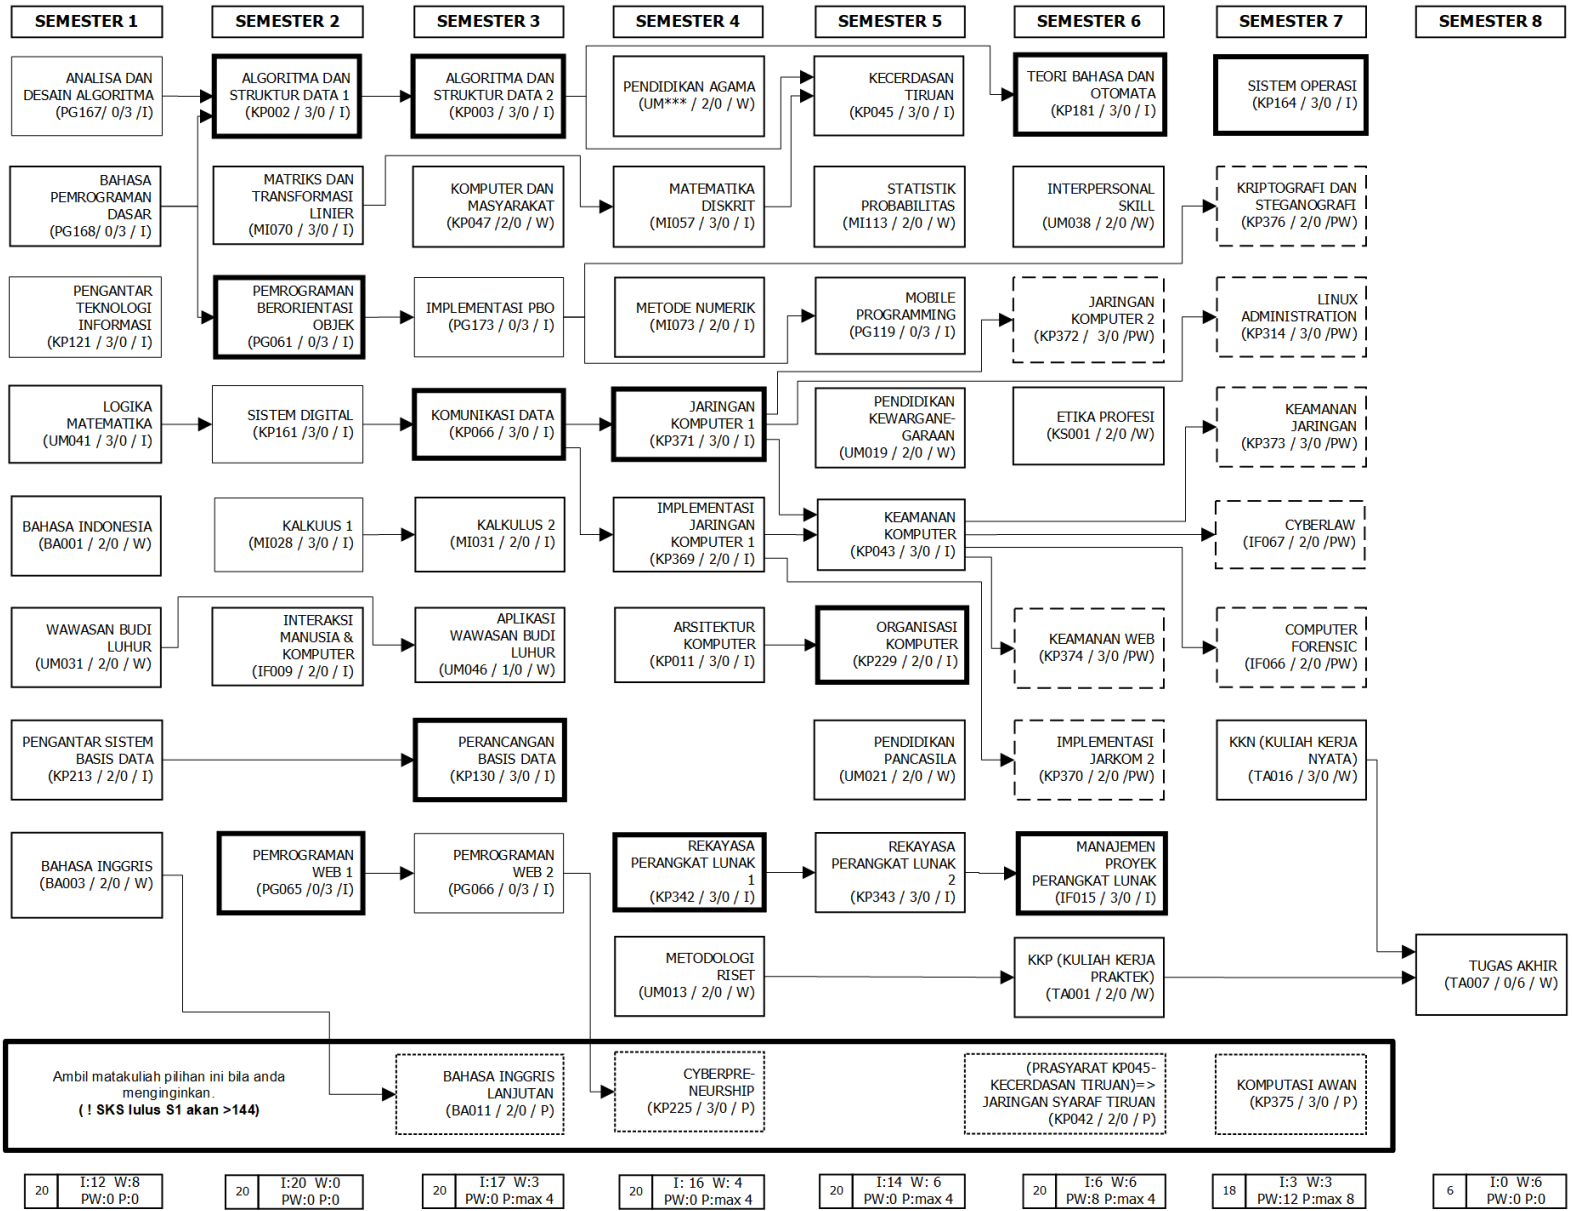 SEMESTER 1
SEMESTER 2
SEMESTER 3
SEMESTER 4
SEMESTER 5
SEMESTER 6
SEMESTER 7
SEMESTER 8
ANALISA DAN
DESAIN ALGORITMA
(PG167/ 0/3 /I)
ALGORITMA DAN
STRUKTUR DATA 1
(KP002 / 3/0 / I)
ALGORITMA DAN
STRUKTUR DATA 2
(KP003 / 3/0 / I)
PENDIDIKAN AGAMA
(UM*** / 2/0 / W)
KECERDASAN
TIRUAN
(KP045 / 3/0 / I)
TEORI BAHASA DAN
OTOMATA
(KP181 / 3/0 / I)
SISTEM OPERASI
(KP164 / 3/0 / I)
BAHASA
PEMROGRAMAN
DASAR
(PG168/ 0/3 / I)
MATRIKS DAN
TRANSFORMASI
LINIER
(MI070 / 3/0 / I)
KOMPUTER DAN
MASYARAKAT
(KP047 /2/0 / W)
MATEMATIKA
DISKRIT
(MI057 / 3/0 / I)
STATISTIK
PROBABILITAS
(MI113 / 2/0 / W)
INTERPERSONAL
SKILL
(UM038 / 2/0 /W)
KRIPTOGRAFI DAN
STEGANOGRAFI
(KP376 / 2/0 /PW)
PENGANTAR
TEKNOLOGI
INFORMASI
(KP121 / 3/0 / I)
PEMROGRAMAN
BERORIENTASI
OBJEK
(PG061 / 0/3 / I)
IMPLEMENTASI PBO
(PG173 / 0/3 / I)
METODE NUMERIK
(MI073 / 2/0 / I)
MOBILE
PROGRAMMING
(PG119 / 0/3 / I)
JARINGAN
KOMPUTER 2
(KP372 / 3/0 /PW)
LINUX
ADMINISTRATION
(KP314 / 3/0 /PW)
LOGIKA
MATEMATIKA
(UM041 / 3/0 / I)
SISTEM DIGITAL
(KP161 /3/0 / I)
KOMUNIKASI DATA
(KP066 / 3/0 / I)
JARINGAN
KOMPUTER 1
(KP371 / 3/0 / I)
PENDIDIKAN
KEWARGANE-
GARAAN
(UM019 / 2/0 / W)
ETIKA PROFESI
(KS001 / 2/0 /W)
KEAMANAN
JARINGAN
(KP373 / 3/0 /PW)
BAHASA INDONESIA
(BA001 / 2/0 / W)
KALKUUS 1
(MI028 / 3/0 / I)
KALKULUS 2
(MI031 / 2/0 / I)
IMPLEMENTASI
JARINGAN
KOMPUTER 1
(KP369 / 2/0 / I)
KEAMANAN
KOMPUTER
(KP043 / 3/0 / I)
CYBERLAW
(IF067 / 2/0 /PW)
WAWASAN BUDI
LUHUR
(UM031 / 2/0 / W)
INTERAKSI
MANUSIA &
KOMPUTER
(IF009 / 2/0 / I)
APLIKASI
WAWASAN BUDI
LUHUR
(UM046 / 1/0 / W)
ARSITEKTUR
KOMPUTER
(KP011 / 3/0 / I)
ORGANISASI
KOMPUTER
(KP229 / 2/0 / I)
KEAMANAN WEB
(KP374 / 3/0 /PW)
COMPUTER
FORENSIC
(IF066 / 2/0 /PW)
PENGANTAR SISTEM
BASIS DATA
(KP213 / 2/0 / I)
PERANCANGAN
BASIS DATA
(KP130 / 3/0 / I)
PENDIDIKAN
PANCASILA
(UM021 / 2/0 / W)
IMPLEMENTASI
JARKOM 2
(KP370 / 2/0 /PW)
KKN (KULIAH KERJA
NYATA)
(TA016 / 3/0 /W)
BAHASA INGGRIS
(BA003 / 2/0 / W)
PEMROGRAMAN
WEB 1
(PG065 /0/3 /I)
PEMROGRAMAN
WEB 2
(PG066 / 0/3 / I)
REKAYASA
PERANGKAT LUNAK
1
(KP342 / 3/0 / I)
REKAYASA
PERANGKAT LUNAK
2
(KP343 / 3/0 / I)
MANAJEMEN
PROYEK
PERANGKAT LUNAK
(IF015 / 3/0 / I)
METODOLOGI
RISET
(UM013 / 2/0 / W)
KKP (KULIAH KERJA
PRAKTEK)
(TA001 / 2/0 /W)
TUGAS AKHIR
(TA007 / 0/6 / W)
Ambil matakuliah pilihan ini bila anda
menginginkan.
( ! SKS lulus S1 akan >144)
BAHASA INGGRIS
LANJUTAN
(BA011 / 2/0 / P)
CYBERPRE-
NEURSHIP
(KP225 / 3/0 / P)
(PRASYARAT KP045-
KECERDASAN TIRUAN)=>
JARINGAN SYARAF TIRUAN
(KP042 / 2/0 / P)
KOMPUTASI AWAN
(KP375 / 3/0 / P)
20
I:12 W:8
PW:0 P:0
20
I:20 W:0
PW:0 P:0
20
I:17 W:3
PW:0 P:max 4
20
I: 16 W: 4
PW:0 P:max 4
20
I:14 W: 6
PW:0 P:max 4
20
I:6 W:6
PW:8 P:max 4
18
I:3 W:3
PW:12 P:max 8
6
I:0 W:6
PW:0 P:0